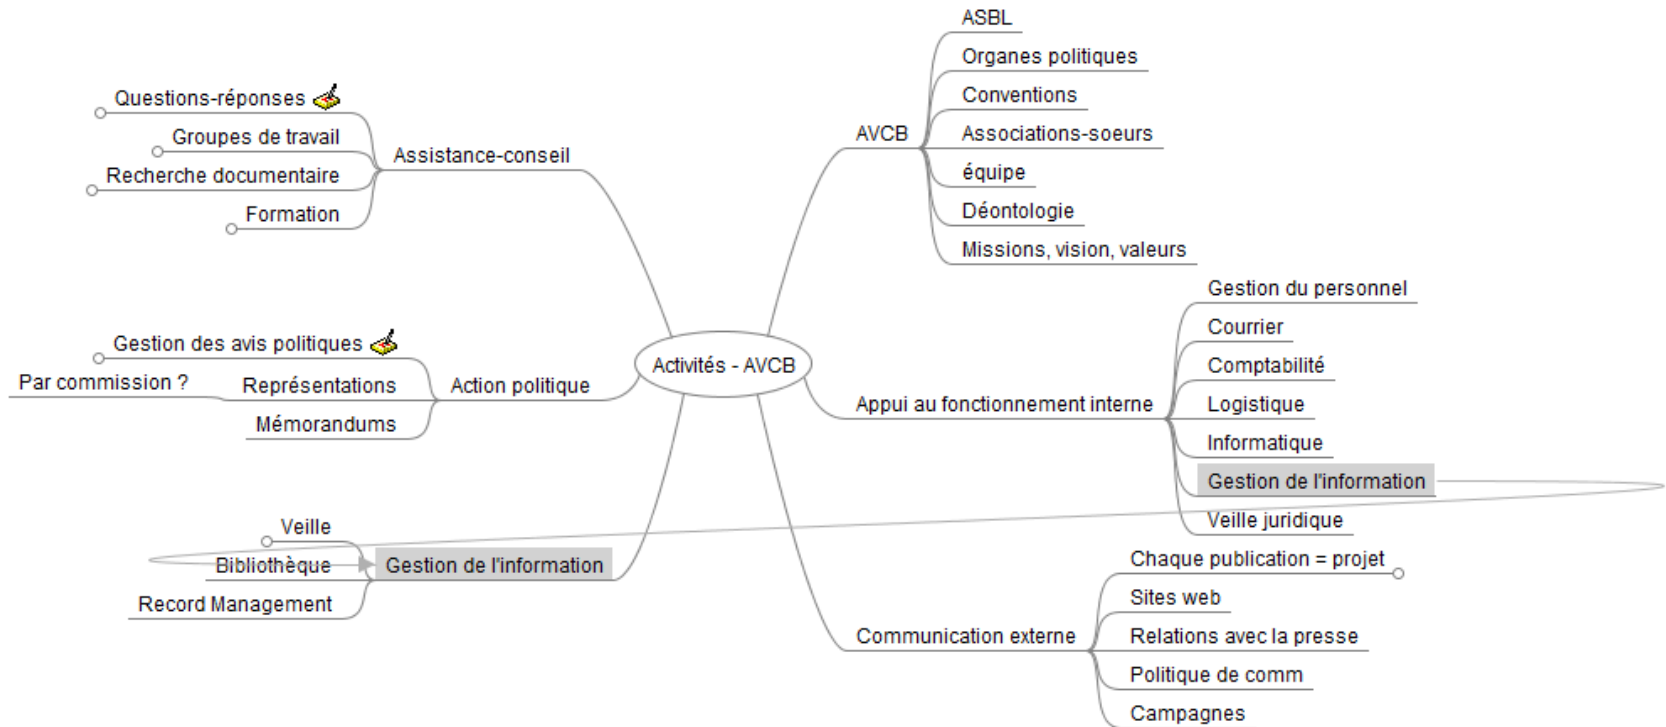 Activités - AVCB
Assistance-conseil
Questions-réponses
Groupes de travail
Recherche documentaire
Formation
Action politique
Gestion des avis politiques
Représentations
Par commission ?
Mémorandums
Gestion de l'information
Veille
Bibliothèque
Record Management
AVCB
ASBL
Organes politiques
Conventions
Associations-soeurs
équipe
Déontologie
Missions, vision, valeurs
Appui au fonctionnement interne
Gestion du personnel
Courrier
Comptabilité
Logistique
Informatique
Gestion de l'information
Veille juridique
Communication externe
Chaque publication = projet
Sites web
Relations avec la presse
Politique de comm
Campagnes